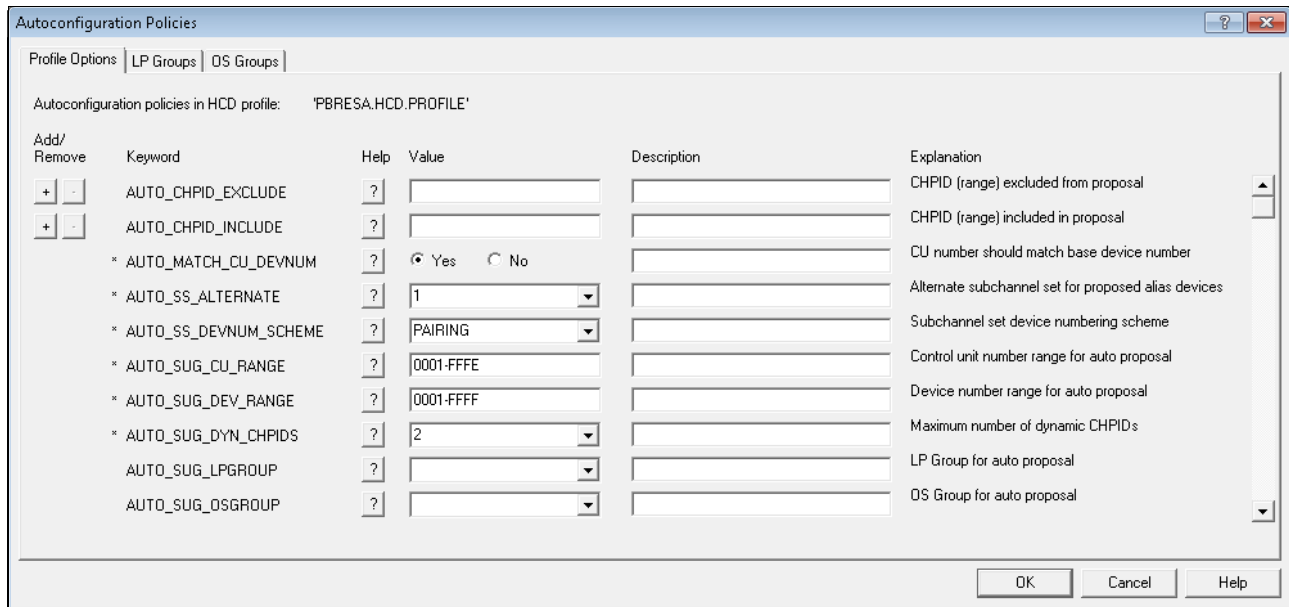 Autoconfiguration Policies ?
Profile Options LP Groups OS Groups
Autoconfiguration policies in HCD profile: 'PBRESA.HCD.PROFILE'
Add/
Remove Keyword Help Value Description Explanation
+ - AUTO_CHPID_EXCLUDE ? CHPID (range) excluded from proposal
+ - AUTO_CHPID_INCLUDE ? CHPID (range) included in proposal
* AUTO_MATCH_CU_DEVNUM ? Yes No CU number should match base device number
* AUTO_SS_ALTERNATE ? 1 Alternate subchannel set for proposed alias devices
* AUTO_SS_DEVNUM_SCHEME ? PAIRING Subchannel set device numbering scheme
* AUTO_SUG_CU_RANGE ? 0001-FFFE Control unit number range for auto proposal
* AUTO_SUG_DEV_RANGE ? 0001-FFFF Device number range for auto proposal
* AUTO_SUG_DYN_CHPIDS ? 2 Maximum number of dynamic CHPIDs
AUTO_SUG_LPGROUP ? LP Group for auto proposal
AUTO_SUG_OSGROUP ? OS Group for auto proposal
OK Cancel Help